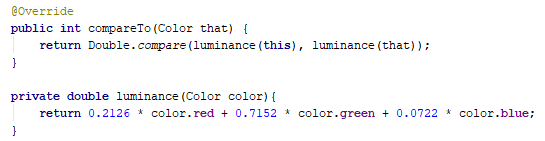 @Override
public int compareTo(Color that) {
    return Double.compare(luminance(this), luminance(that));
}
private double luminance(Color color){
    return 0.2126 * color.red + 0.7152 * color.green + 0.0722 * color.blue;
}